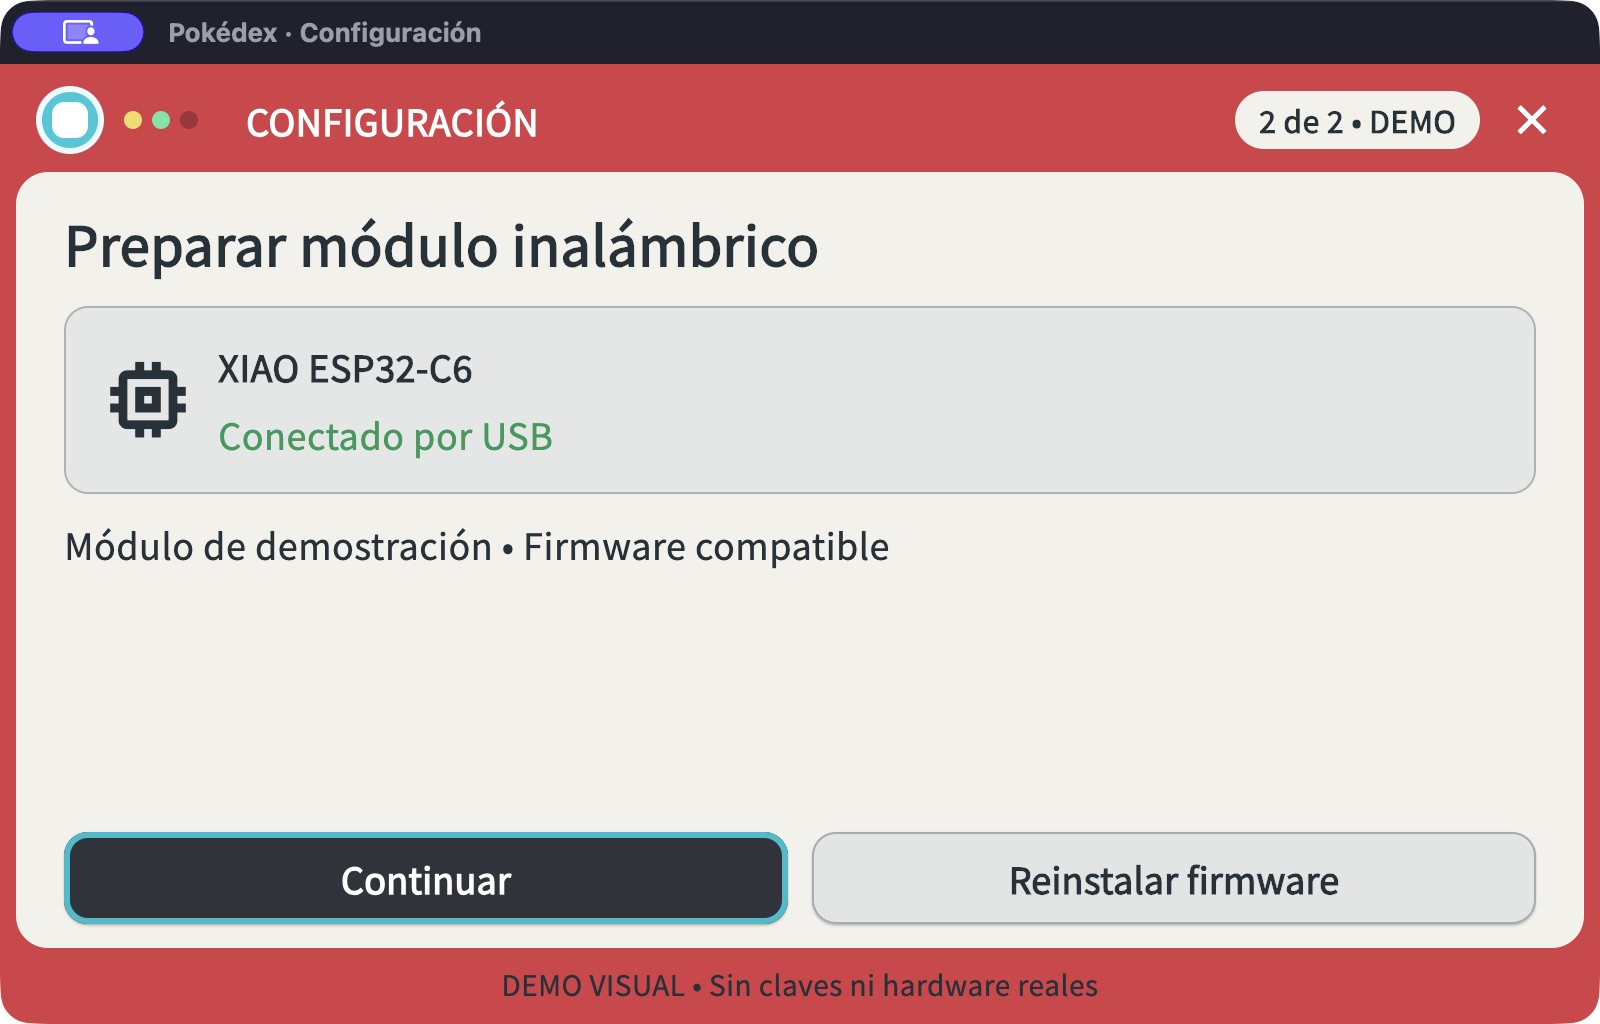 Pokédex · Configuración
CONFIGURACIÓN
2 de 2 • DEMO
Preparar módulo inalámbrico
XIAO ESP32-C6
Conectado por USB
Módulo de demostración • Firmware compatible
Continuar
Reinstalar firmware
DEMO VISUAL • Sin claves ni hardware reales